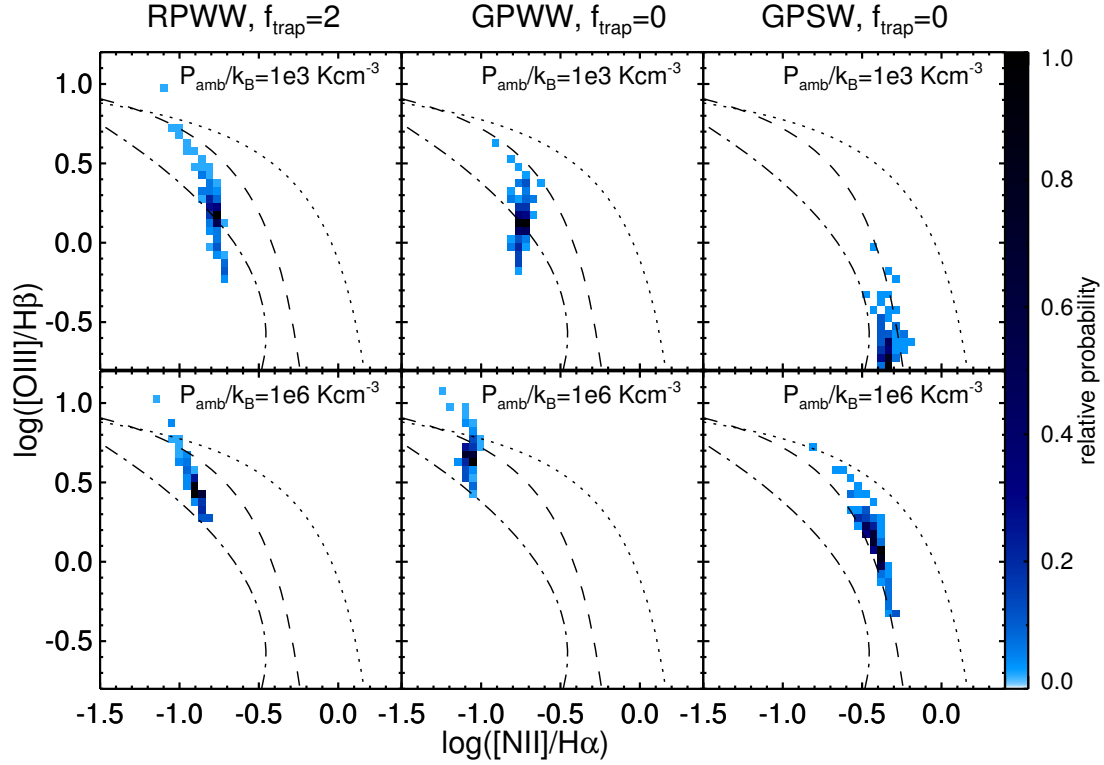 RPWW, f_trap=2 GPWW, f_trap=0 GPSW, f_trap=0
P_amb/k_B=1e3 Kcm^-3 P_amb/k_B=1e3 Kcm^-3 P_amb/k_B=1e3 Kcm^-3
1.0
0.5
0.0
-0.5
P_amb/k_B=1e6 Kcm^-3 P_amb/k_B=1e6 Kcm^-3 P_amb/k_B=1e6 Kcm^-3
1.0
0.5
0.0
-0.5
log([OIII]/Hβ)
-1.5 -1.0 -0.5 0.0 -1.5 -1.0 -0.5 0.0 -1.5 -1.0 -0.5 0.0
log([NII]/Hα)
1.0
0.8
0.6
0.4
0.2
0.0
relative probability